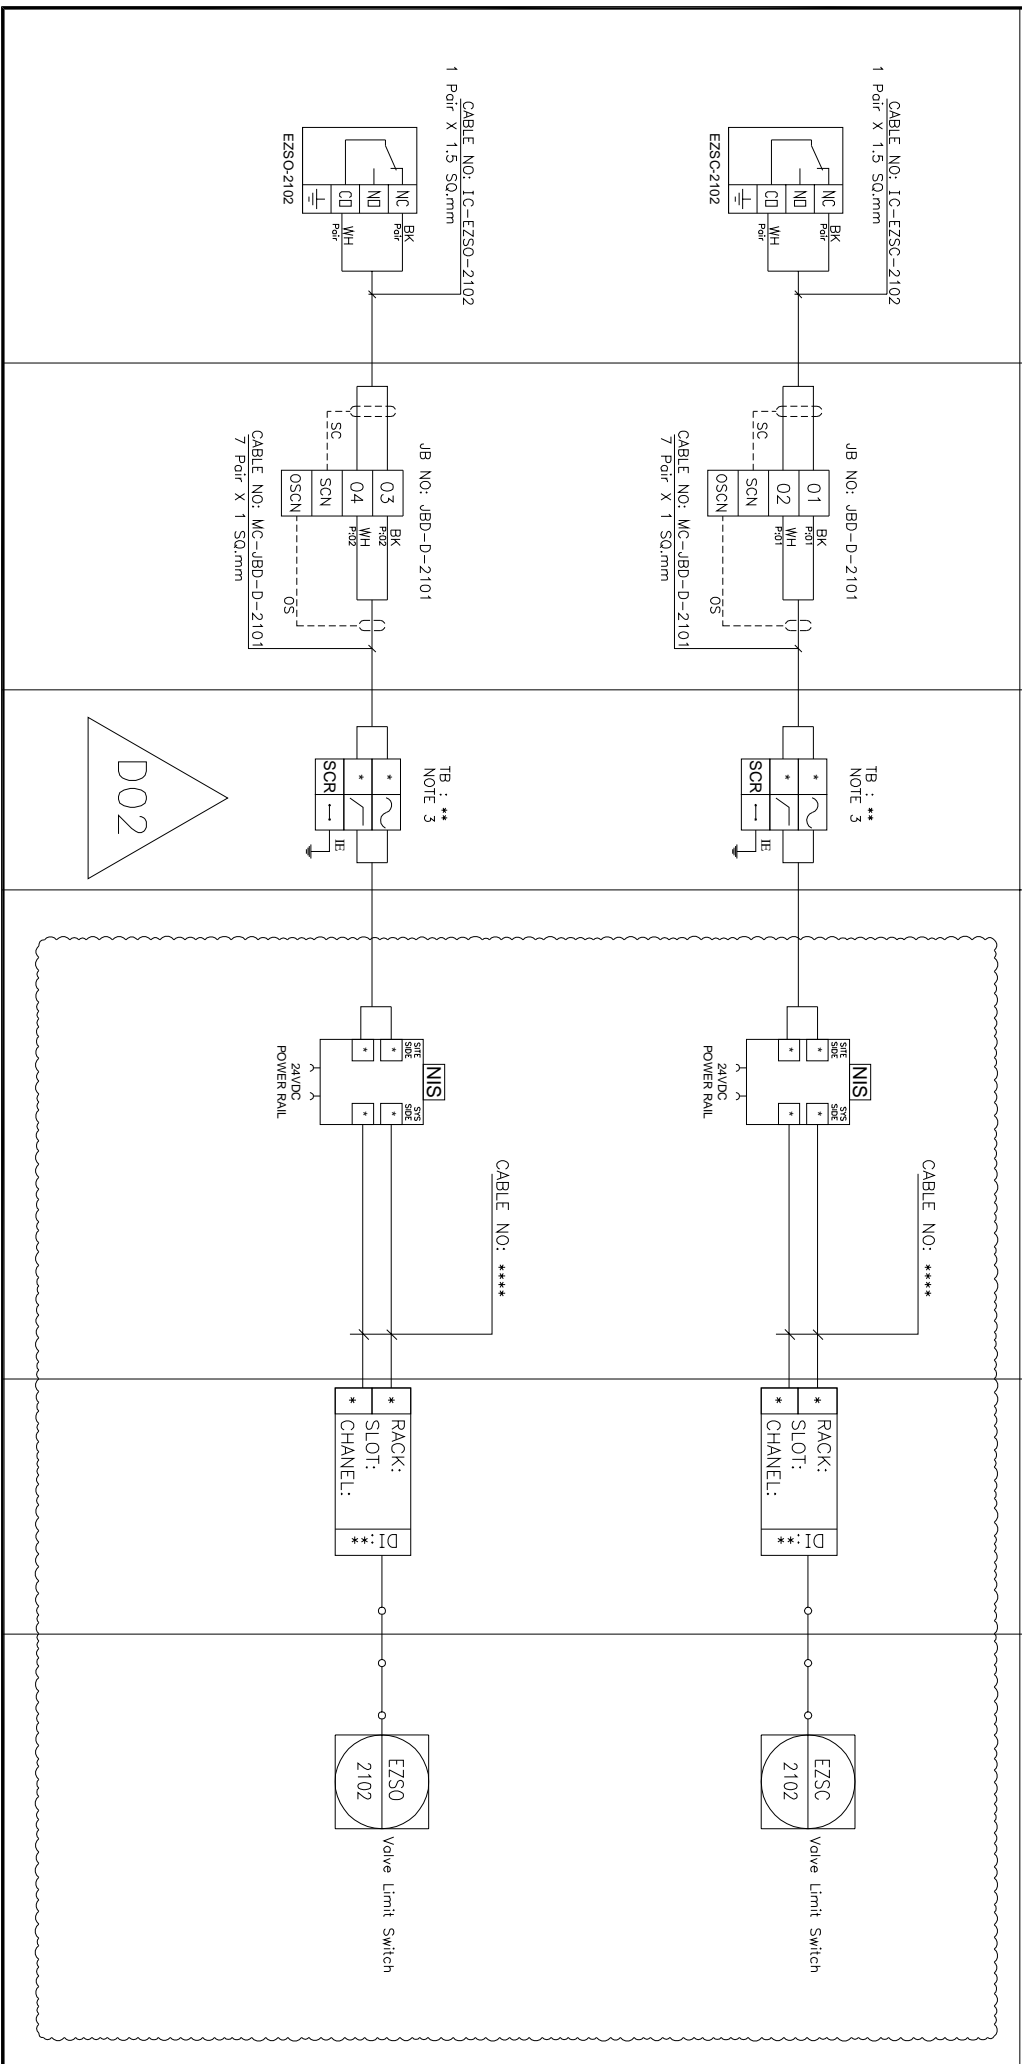 CABLE NO: IC-EZSC-2102
1 Pair X 1.5 SQ.mm
NC
NO
CO
BK
Pair
WH
Pair
EZSC-2102
JB NO: JBD-D-2101
01
02
SCN
OSCN
SC
BK
P:01
WH
P:01
OS
CABLE NO: MC-JBD-D-2101
7 Pair X 1 SQ.mm
TB : **
NOTE 3
*
*
SCR
IE
NIS
SITE SIDE
SYS SIDE
* *
* *
24VDC
POWER RAIL
CABLE NO: ****
*
*
RACK:
SLOT:
CHANEL:
DI:**
EZSC
2102
Valve Limit Switch
CABLE NO: IC-EZSO-2102
1 Pair X 1.5 SQ.mm
NC
NO
CO
BK
Pair
WH
Pair
EZSO-2102
JB NO: JBD-D-2101
03
04
SCN
OSCN
SC
BK
P:02
WH
P:02
OS
CABLE NO: MC-JBD-D-2101
7 Pair X 1 SQ.mm
TB : **
NOTE 3
*
*
SCR
IE
NIS
SITE SIDE
SYS SIDE
* *
* *
24VDC
POWER RAIL
CABLE NO: ****
*
*
RACK:
SLOT:
CHANEL:
DI:**
EZSO
2102
Valve Limit Switch
D02